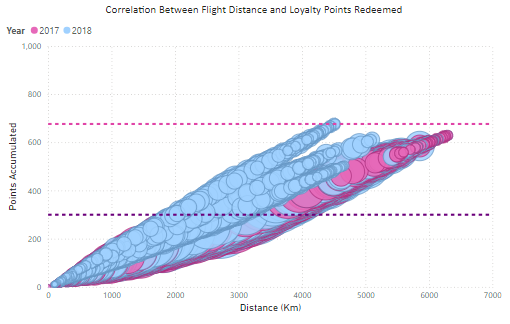 Correlation Between Flight Distance and Loyalty Points Redeemed
Year 2017 2018
1,000
800
600
400
200
0
Points Accumulated
0 1000 2000 3000 4000 5000 6000 7000
Distance (Km)